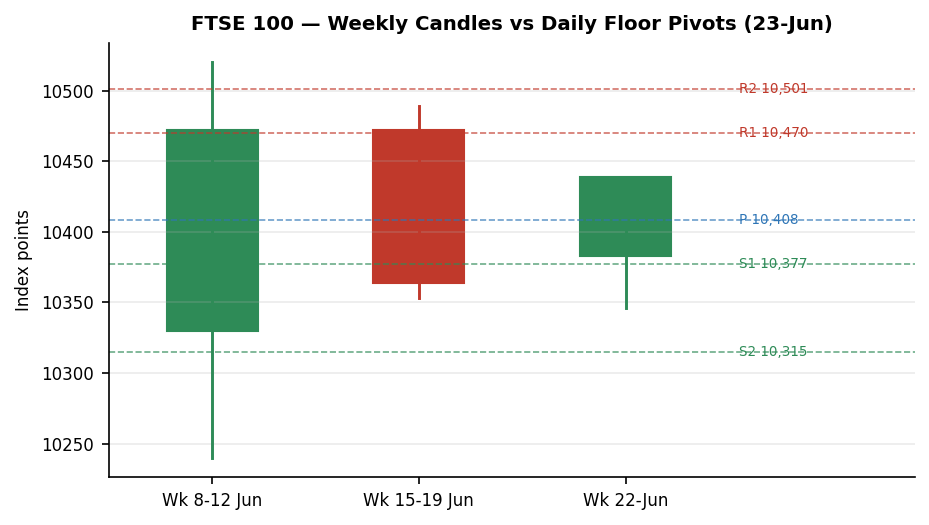 FTSE 100 — Weekly Candles vs Daily Floor Pivots (23-Jun)
Index points
10500
10450
10400
10350
10300
10250
R2 10,501
R1 10,470
P 10,408
S1 10,377
S2 10,315
Wk 8-12 Jun
Wk 15-19 Jun
Wk 22-Jun